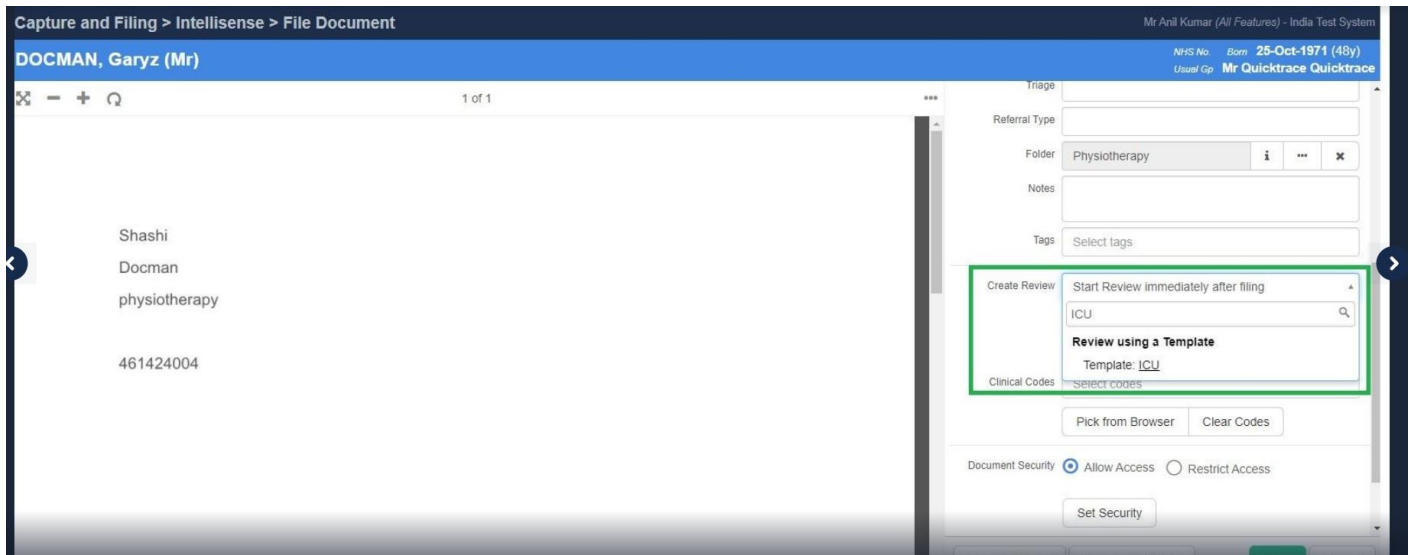 Capture and Filing > Intellisense > File Document
Mr Anil Kumar (All Features) - India Test System
DOCMAN, Garyz (Mr)
NHS No. Born 25-Oct-1971 (48y)
Usual Gp Mr Quicktrace Quicktrace
1 of 1
Triage
Referral Type
Folder Physiotherapy
Notes
Tags Select tags
Shashi
Docman
physiotherapy
461424004
Create Review Start Review immediately after filing
ICU
Review using a Template
Template: ICU
Clinical Codes Select codes
Pick from Browser Clear Codes
Document Security Allow Access Restrict Access
Set Security